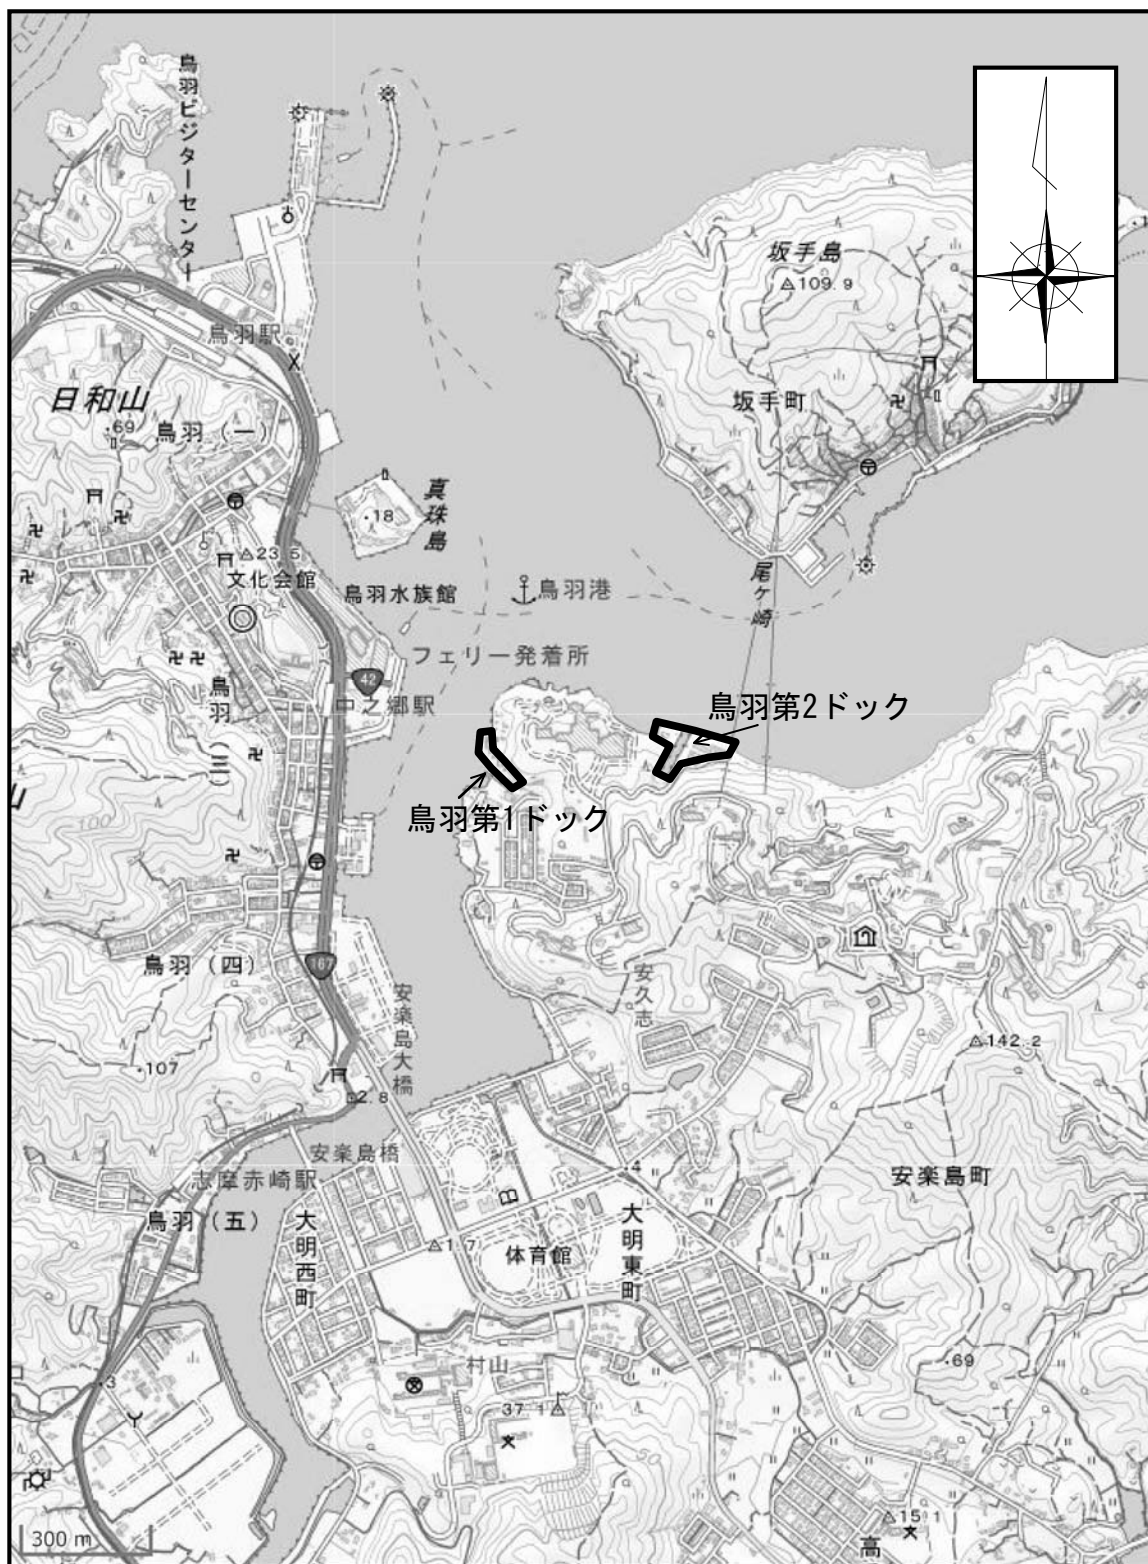 鳥羽ビジターセンター
坂手島
109.9
鳥羽駅
日和山
69
鳥羽(一)
坂手町
真珠島
18
23.5
文化会館
鳥羽水族館
鳥羽港
尾ヶ崎
フェリー発着所
42
中之郷駅
鳥羽(三)
鳥羽第2ドック
鳥羽第1ドック
山
100
鳥羽(四)
167
安楽島大橋
安久志
142.2
107
2.8
安楽島橋
志摩赤崎駅
4
安楽島町
鳥羽(五)
大明西町
1.7
体育館
大明東町
村山
69
3
37.1
15.1
高
300 m